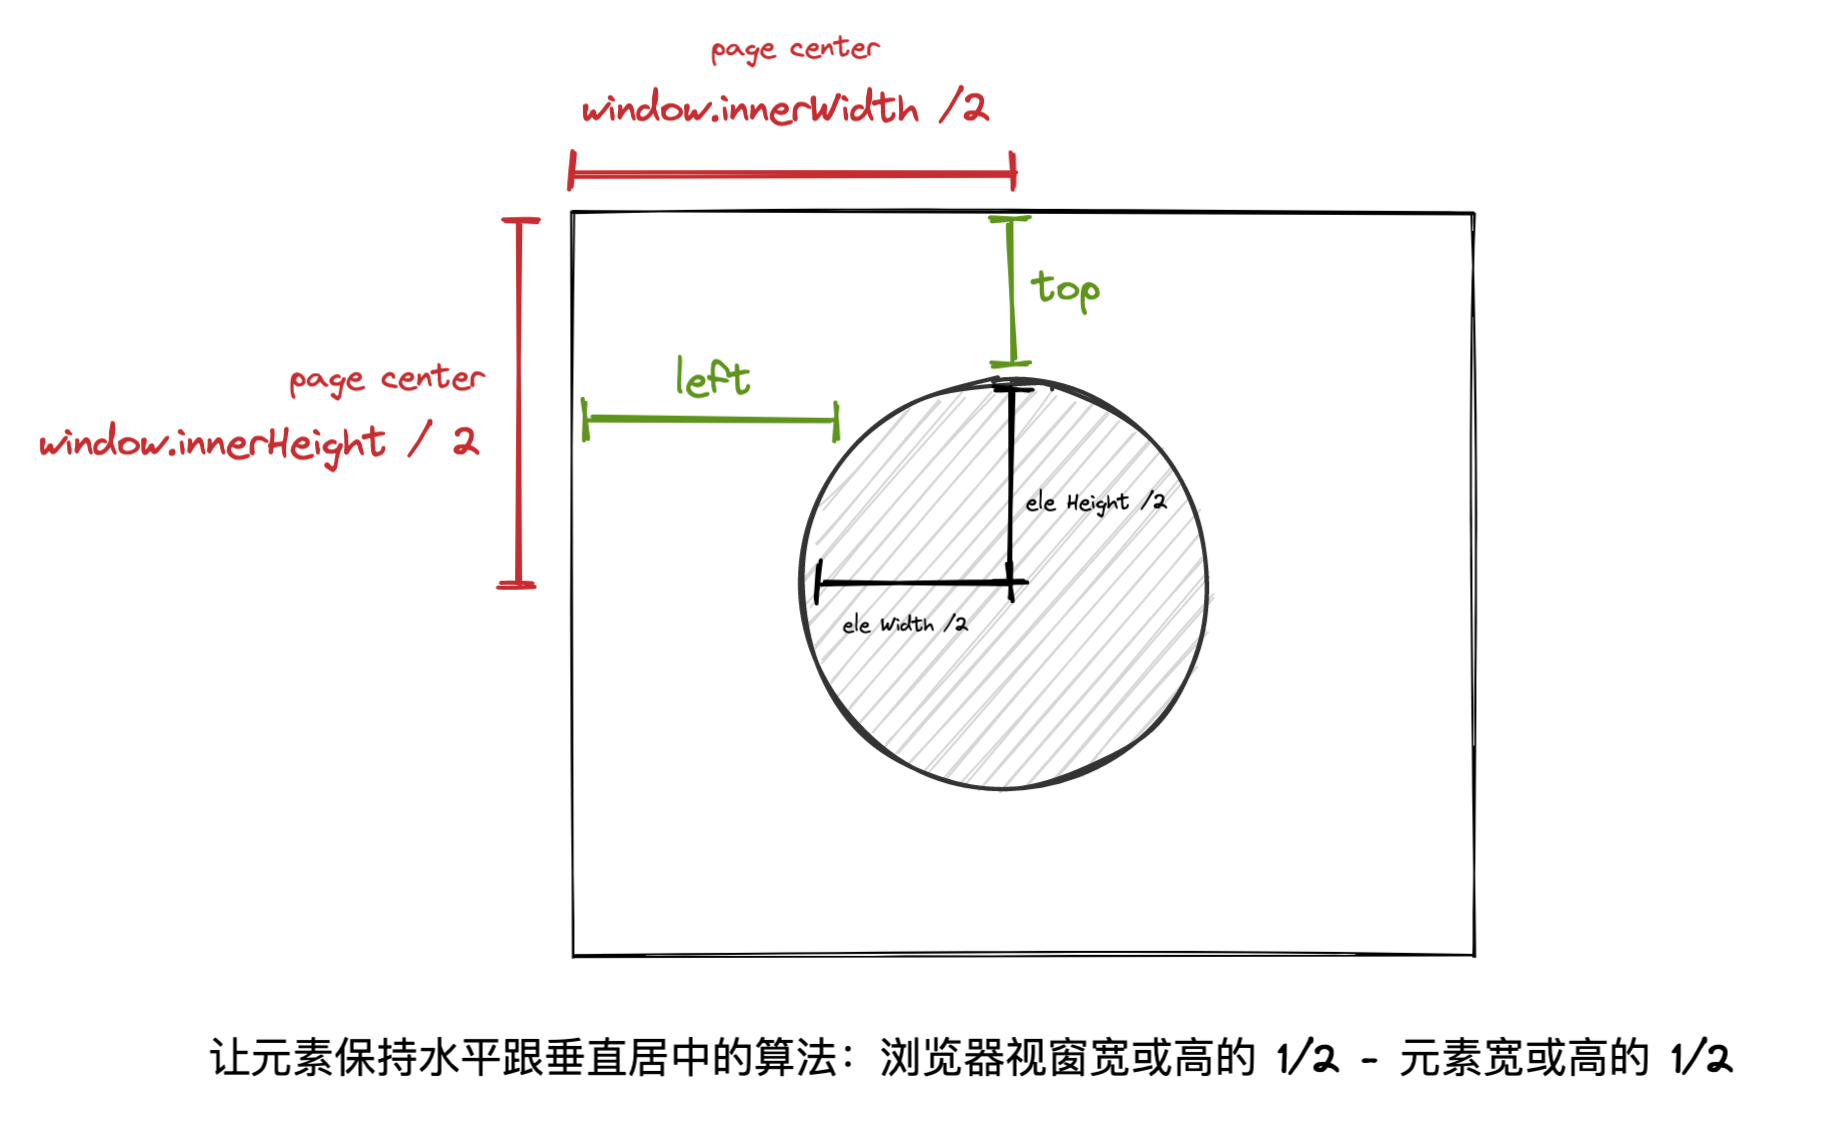 page center
window.innerWidth /2
top
left
page center
window.innerHeight / 2
ele Height /2
ele Width /2
让元素保持水平跟垂直居中的算法：浏览器视窗宽或高的 1/2 - 元素宽或高的 1/2